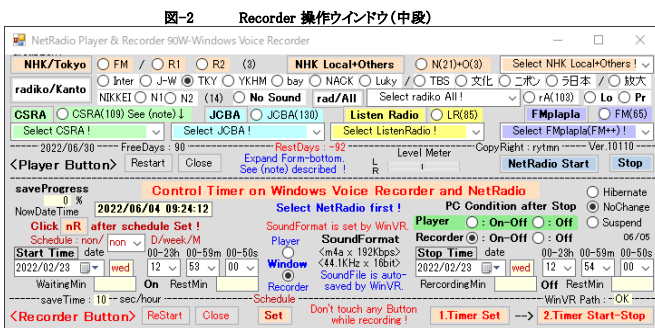 図-2 Recorder 操作ウインドウ(中段)
NetRadio Player & Recorder 90W-Windows Voice Recorder
NHK/Tokyo FM / R1 R2 (3) NHK Local+Others N(21)+O(3) Select NHK Local+Others !
radiko/Kanto Inter J-W TKY YKHM bay NACK Luky / TBS 文化 ニポン ラ日本 / 放大
NIKKEI N1 N2 (14) No Sound rad/All Select radiko All ! rA(103) Lo Pr
CSRA CSRA(109) See (note)↓ JCBA JCBA(130) Listen Radio LR(85) FMplapla FM(65)
Select CSRA ! Select JCBA ! Select ListenRadio ! Select FMplapla(FM++) !
2022/06/30 FreeDays : 90 RestDays : -92 CopyRight : rytmn Ver.10110
<Player Button> Restart Close Expand Form-bottom. See (note) described ! Level Meter L R NetRadio Start Stop
saveProgress Control Timer on Windows Voice Recorder and NetRadio Hibernate
0 %
NowDateTime 2022/06/04 09:24:12 Select NetRadio first ! PC Condition after Stop NoChange
Click nR after schedule Set ! SoundFormat is set by WinVR. Player : On-Off : Off Suspend
Schedule : non/ non D/week/M Player SoundFormat Recorder : On-Off : Off 06/05
Start Time date 00-23h 00-59m 00-50s <m4a x 192Kbps> Stop Time date 00-23h 00-59m 00-50s
2022/02/23 wed 12 53 00 Window <44.1KHz x 16bit> 2022/02/23 wed 12 54 00
SoundFile is auto-
WaitingMin On RestMin Recorder saved by WinVR. RercordingMin Off RestMin
saveTime : 10 sec/hour Schedule WinVR Path : OK
<Recorder Button> ReStart Close Set Don't touch any Button while recording ! 1.Timer Set --> 2.Timer Start-Stop